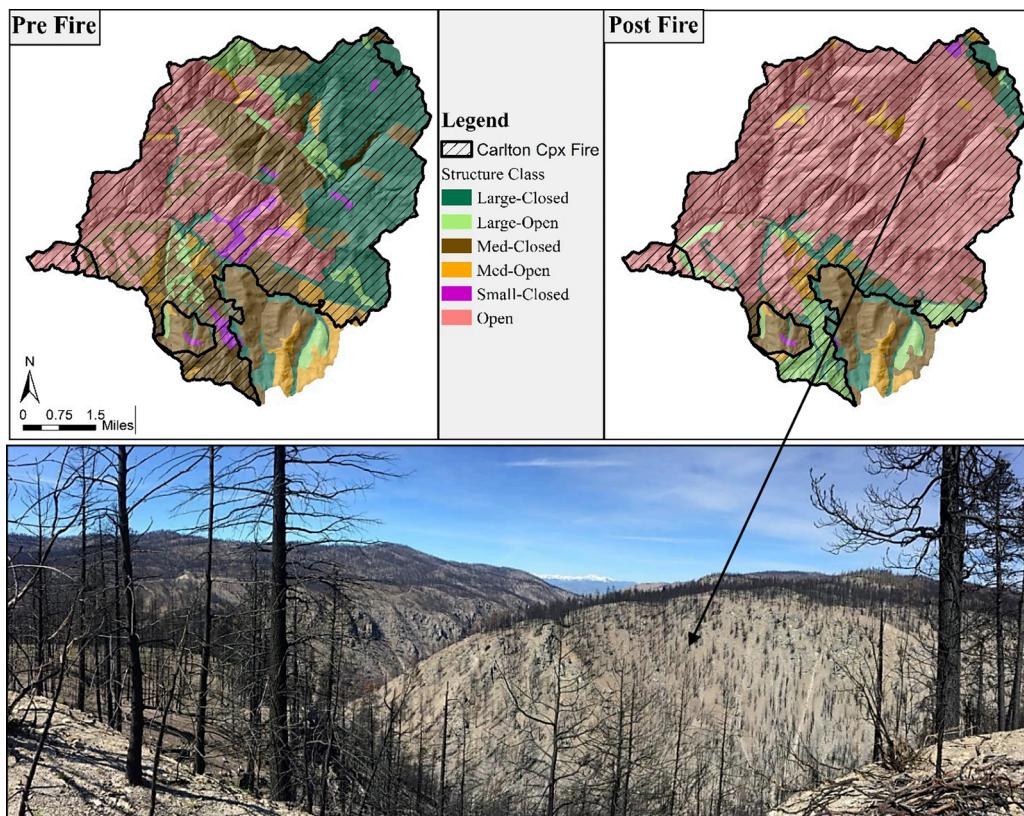 Pre Fire
Post Fire
Legend
Carlton Cpx Fire
Structure Class
Large-Closed
Large-Open
Med-Closed
Med-Open
Small-Closed
Open
N
0 0.75 1.5
Miles